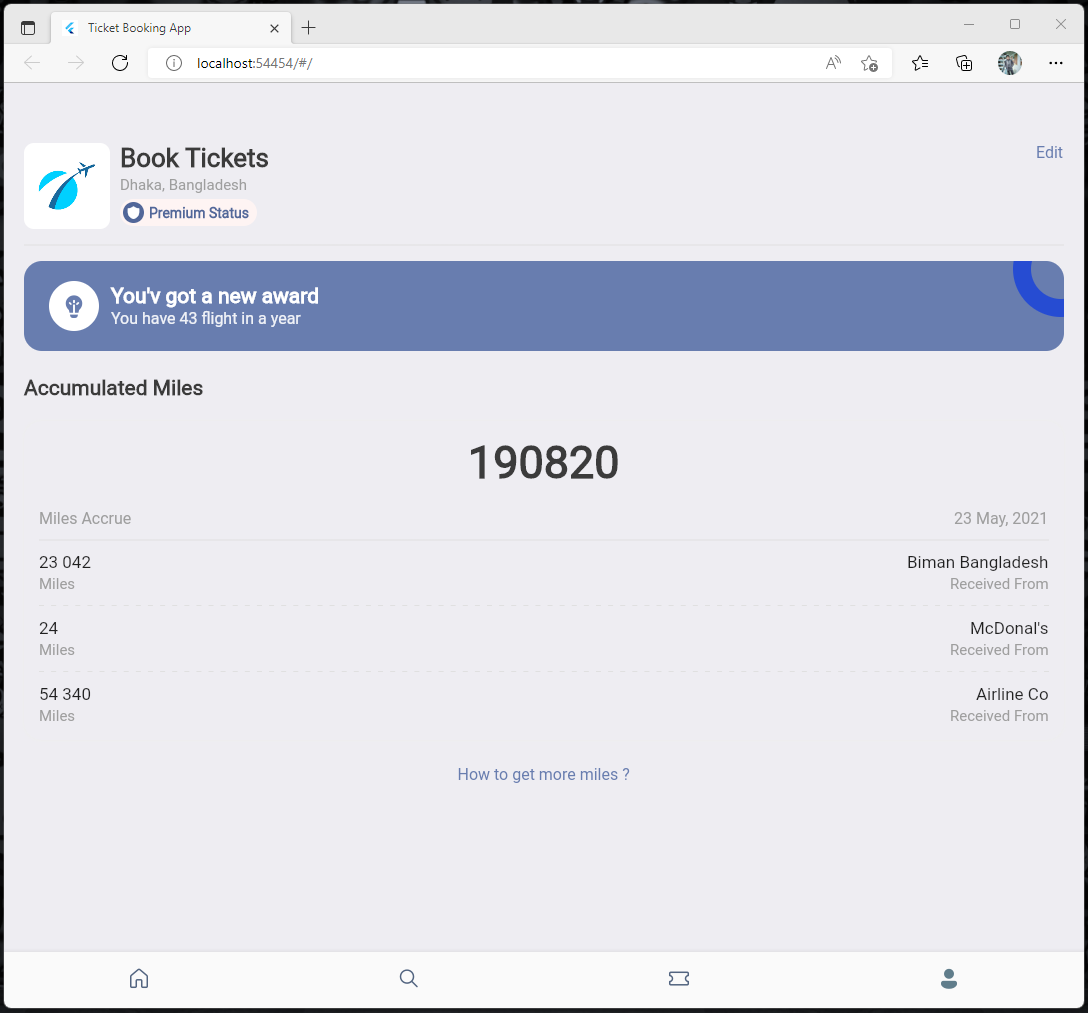 Ticket Booking App
localhost:54454/#/
Book Tickets
Edit
Dhaka, Bangladesh
Premium Status
You'v got a new award
You have 43 flight in a year
Accumulated Miles
190820
Miles Accrue 23 May, 2021
23 042 Biman Bangladesh
Miles Received From
24 McDonal's
Miles Received From
54 340 Airline Co
Miles Received From
How to get more miles ?